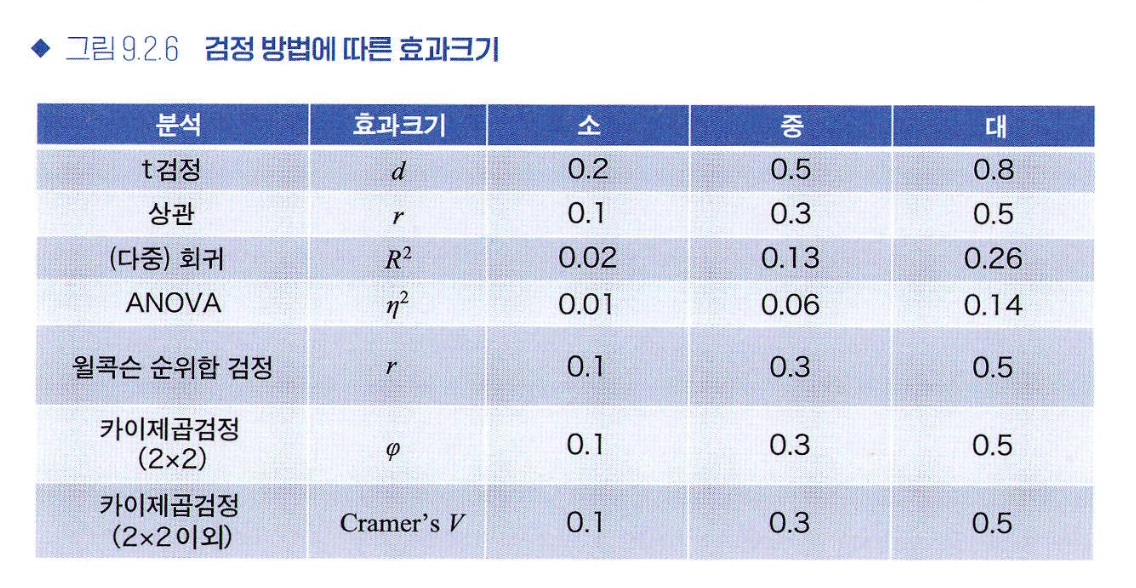 ◆ 그림 9.2.6 검정 방법에 따른 효과크기
분석 효과크기 소 중 대
t검정 d 0.2 0.5 0.8
상관 r 0.1 0.3 0.5
(다중) 회귀 R² 0.02 0.13 0.26
ANOVA η² 0.01 0.06 0.14
윌콕슨 순위합 검정 r 0.1 0.3 0.5
카이제곱검정
(2×2) φ 0.1 0.3 0.5
카이제곱검정
(2×2이외) Cramer's V 0.1 0.3 0.5